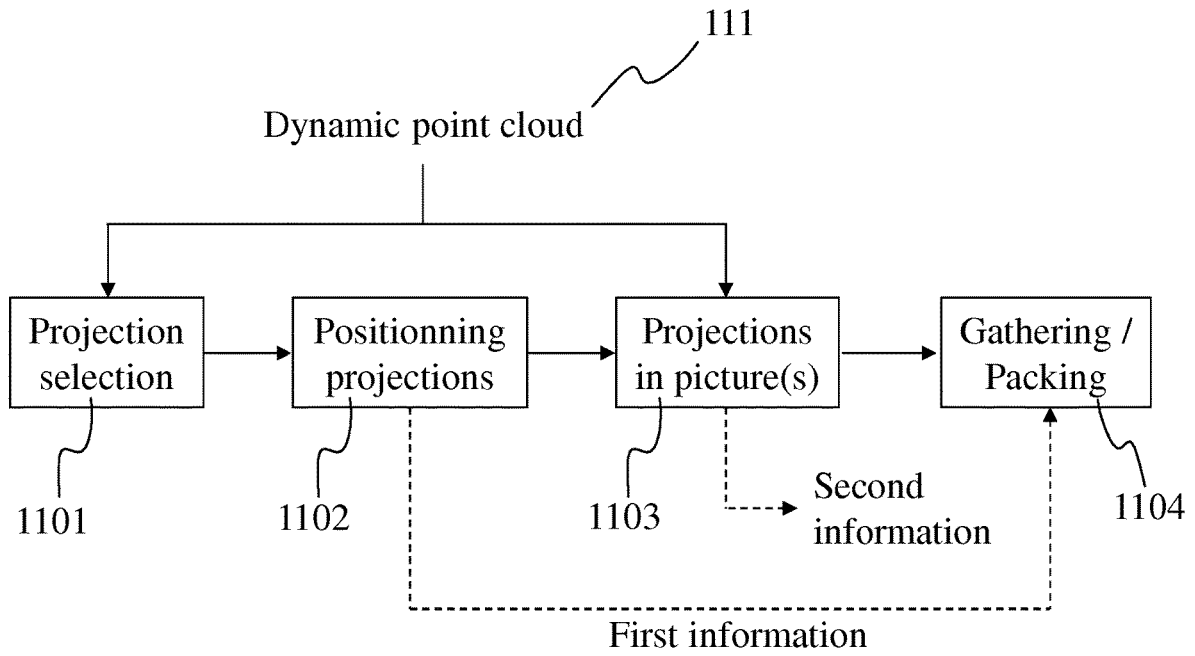 111
Dynamic point cloud
Projection
selection
Positionning
projections
Projections
in picture(s)
Gathering /
Packing
1101
1102
1103
Second
information
1104
First information